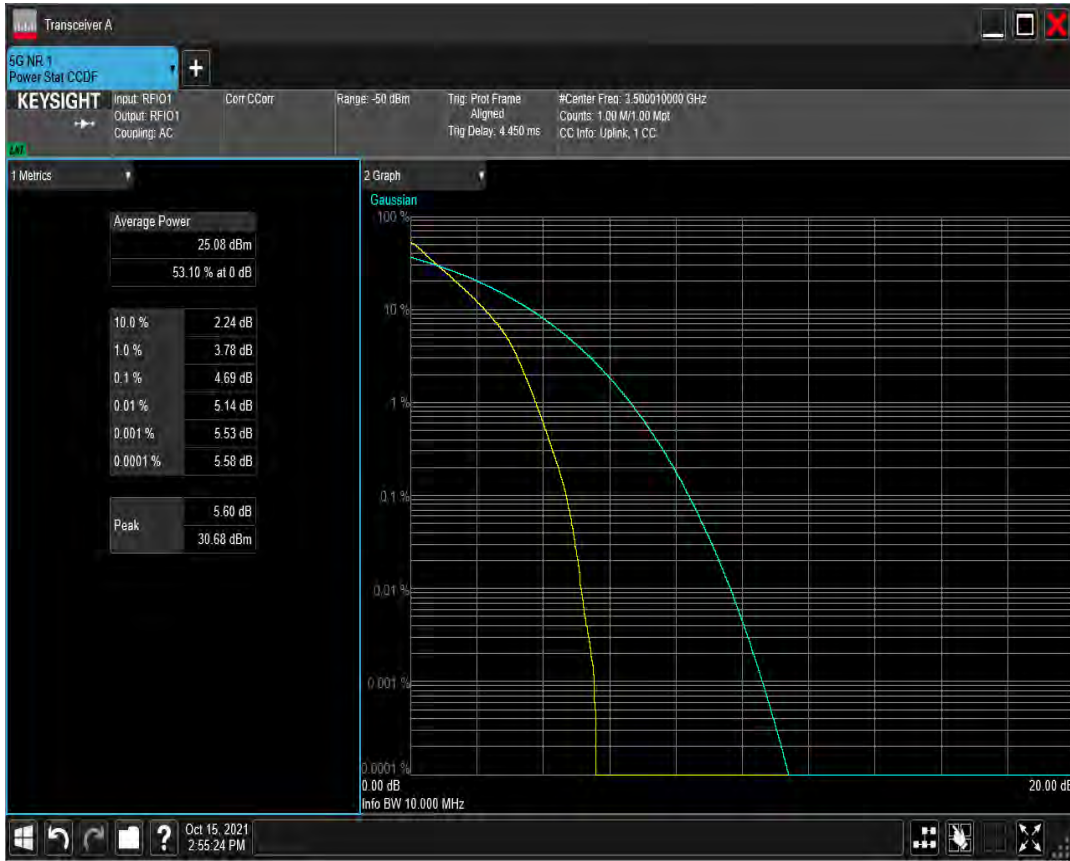 Transceiver A
5G NR 1
Power Stat CCDF
+
KEYSIGHT
Input: RFIO1
Output: RFIO1
Coupling: AC
Corr CCorr
Range: -50 dBm
Trig: Prot Frame
Aligned
Trig Delay: 4.450 ms
#Center Freq: 3.500010000 GHz
Counts: 1.00 M/1.00 Mpt
CC Info: Uplink, 1 CC
1 Metrics
Average Power
25.08 dBm
53.10 % at 0 dB
10.0 % 2.24 dB
1.0 % 3.78 dB
0.1 % 4.69 dB
0.01 % 5.14 dB
0.001 % 5.53 dB
0.0001 % 5.58 dB
Peak
5.60 dB
30.68 dBm
2 Graph
Gaussian
100 %
10 %
1 %
0.1 %
0.01 %
0.001 %
0.0001 %
0.00 dB 20.00 dB
Info BW 10.000 MHz
?
Oct 15, 2021
2:55:24 PM